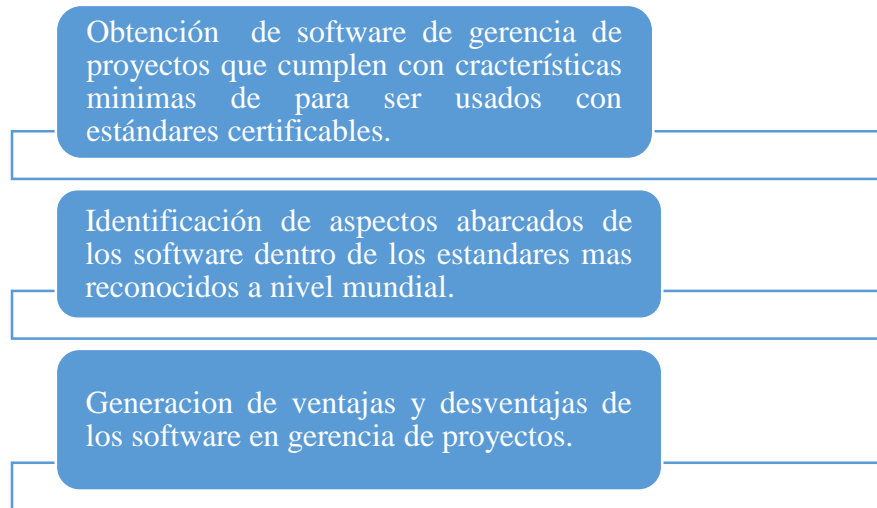 Obtención de software de gerencia de
proyectos que cumplen con cracterísticas
minimas de para ser usados con
estándares certificables.
Identificación de aspectos abarcados de
los software dentro de los estandares mas
reconocidos a nivel mundial.
Generacion de ventajas y desventajas de
los software en gerencia de proyectos.